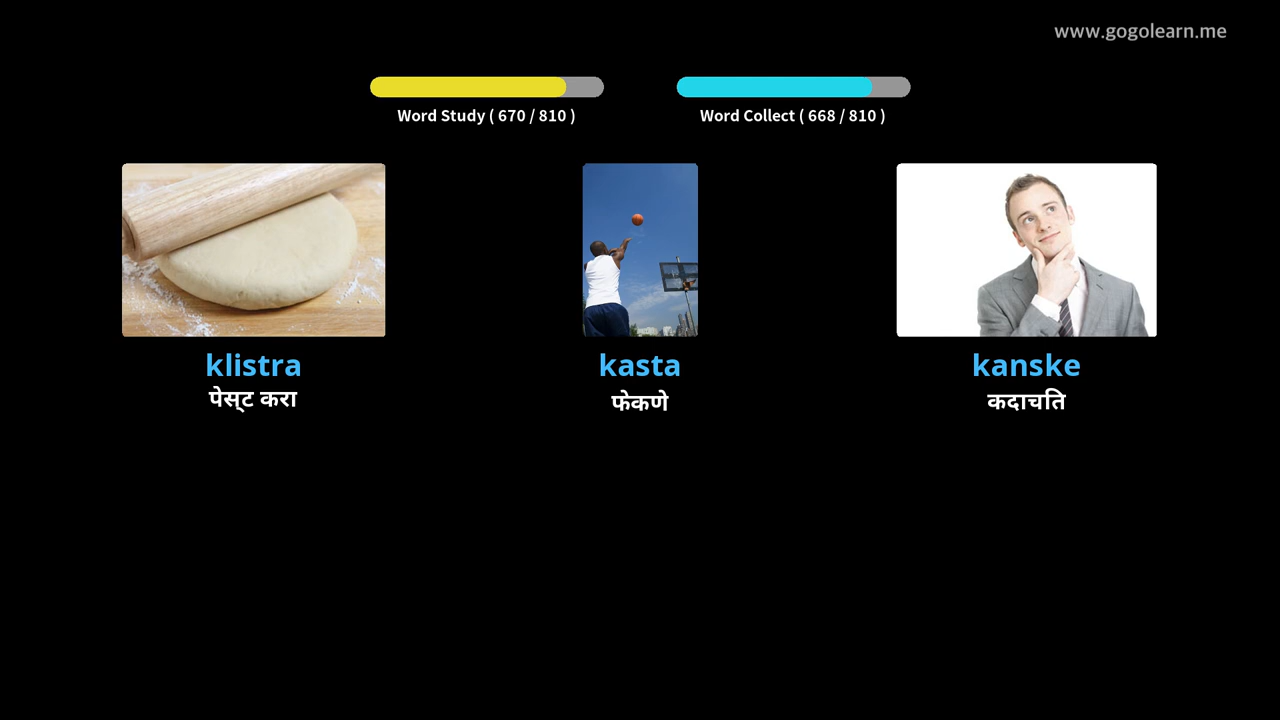 www.gogolearn.me
Word Study ( 670 / 810 )
Word Collect ( 668 / 810 )
klistra
kasta
kanske
पेस्ट करा
फेकणे
कदाचित